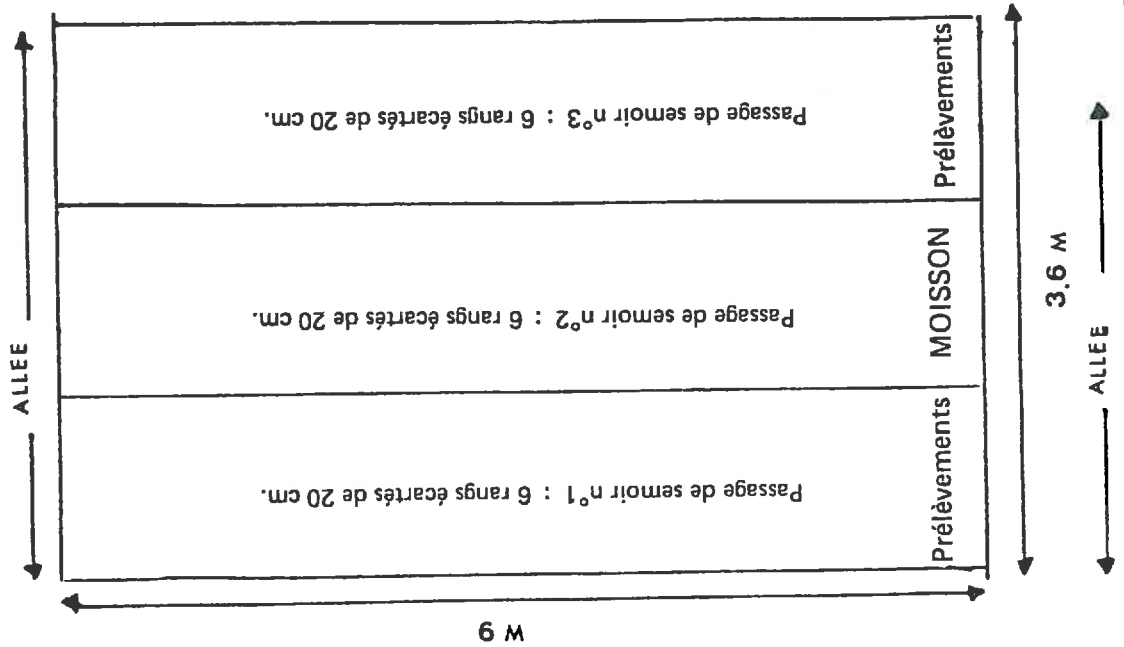 ALLEE
Passage de semoir n°3 : 6 rangs écartés de 20 cm.
Prélèvements
Passage de semoir n°2 : 6 rangs écartés de 20 cm.
MOISSON
Passage de semoir n°1 : 6 rangs écartés de 20 cm.
Prélèvements
3.6 M
ALLEE
6 M